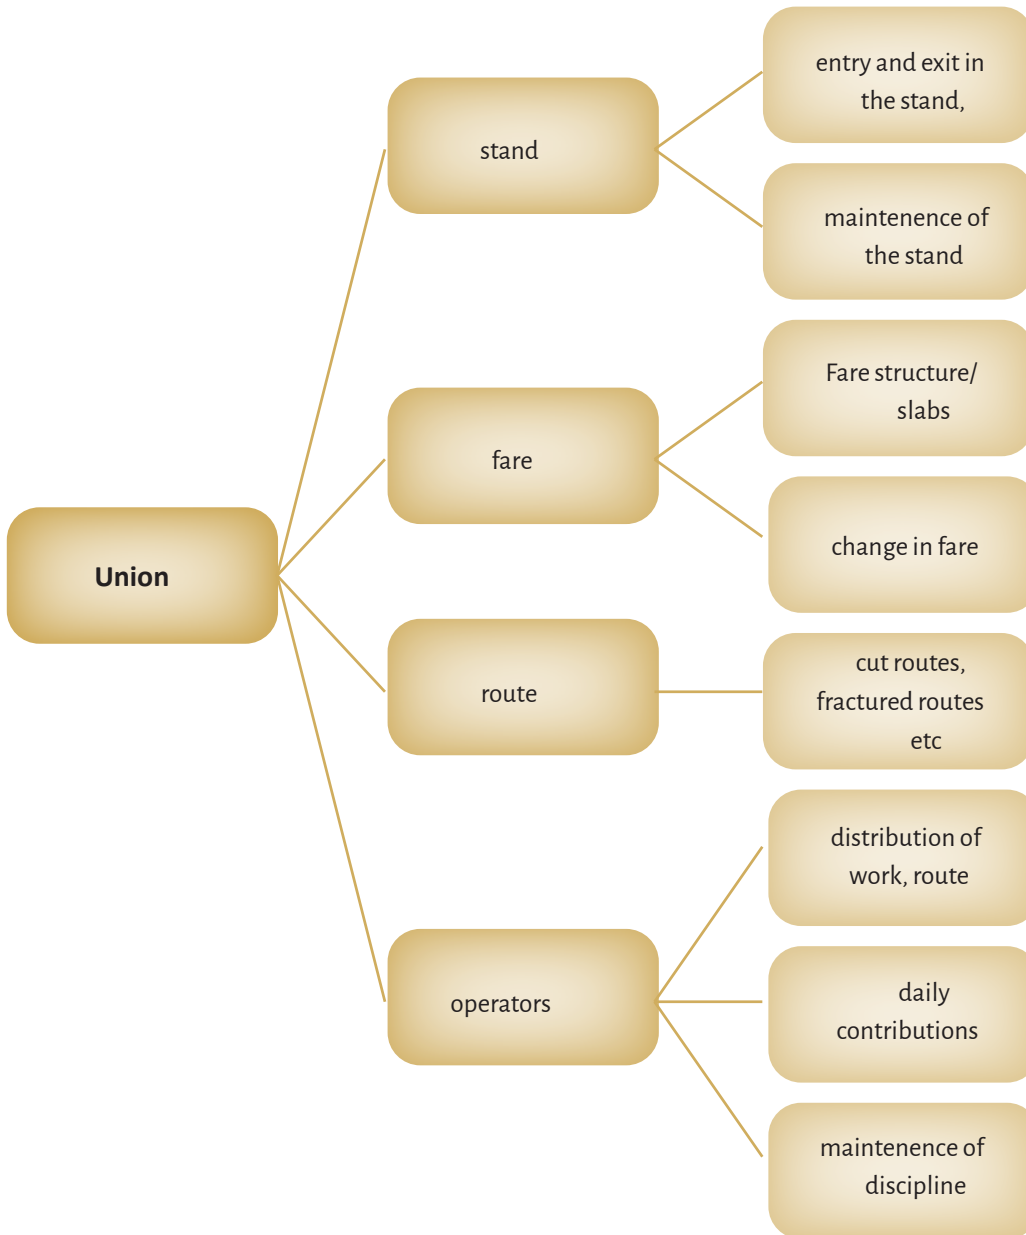 Union
stand
entry and exit in
the stand,
maintenence of
the stand
fare
Fare structure/
slabs
change in fare
route
cut routes,
fractured routes
etc
operators
distribution of
work, route
daily
contributions
maintenence of
discipline